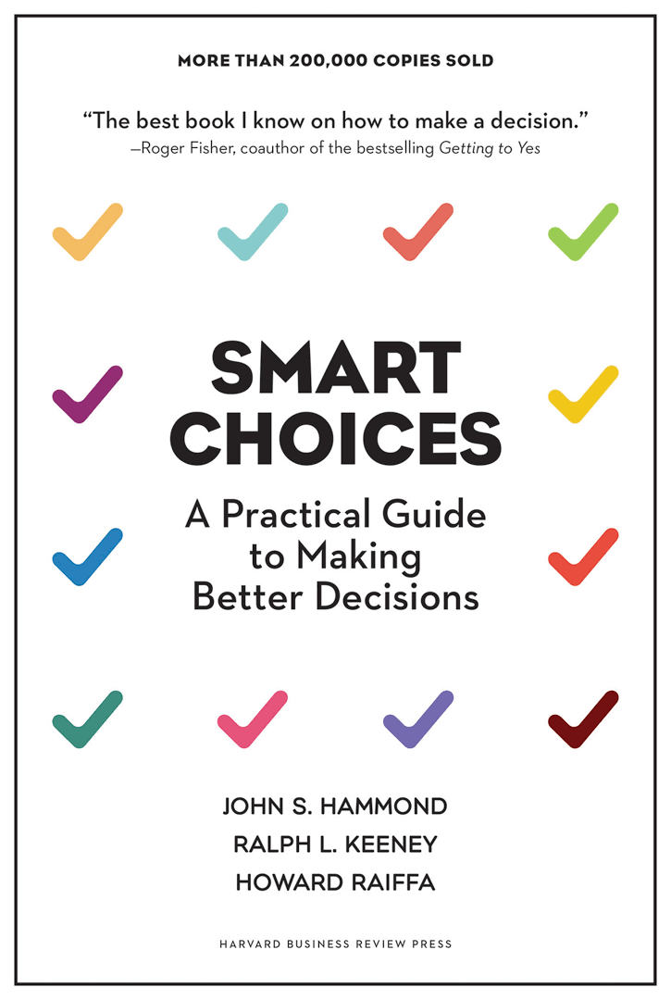 MORE THAN 200,000 COPIES SOLD
“The best book I know on how to make a decision.”
—Roger Fisher, coauthor of the bestselling Getting to Yes
SMART
CHOICES
A Practical Guide
to Making
Better Decisions
JOHN S. HAMMOND
RALPH L. KEENEY
HOWARD RAIFFA
HARVARD BUSINESS REVIEW PRESS